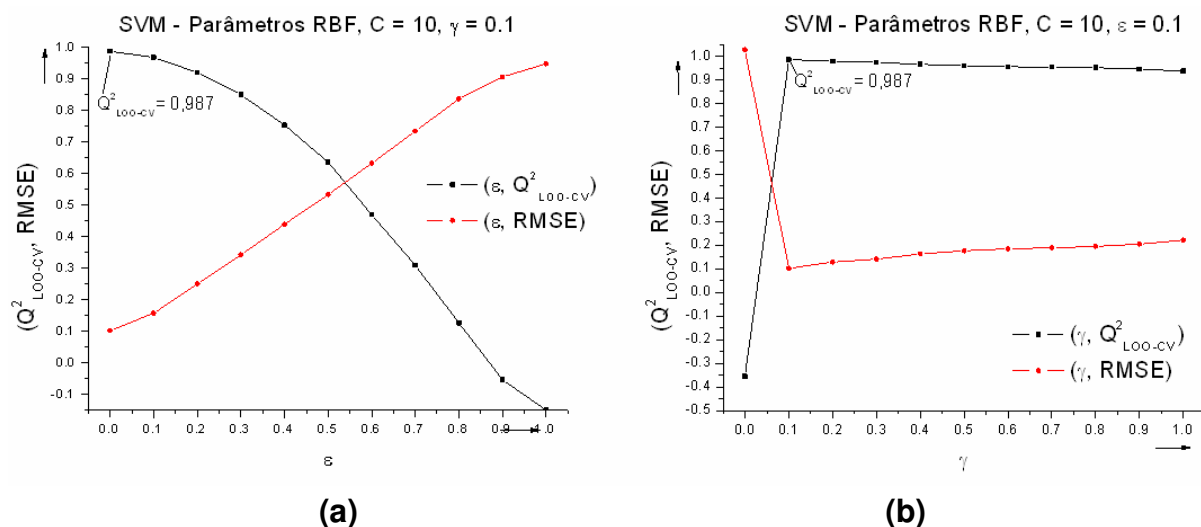 SVM - Parâmetros RBF, C = 10, γ = 0.1
1.0
0.9
0.8
0.7
0.6
0.5
0.4
0.3
0.2
0.1
0.0
-0.1
(Q²LOO-CV, RMSE)
Q²LOO-CV = 0,987
(ε, Q²LOO-CV)
(ε, RMSE)
0.0 0.1 0.2 0.3 0.4 0.5 0.6 0.7 0.8 0.9 1.0
ε
(a)
SVM - Parâmetros RBF, C = 10, ε = 0.1
1.0
0.9
0.8
0.7
0.6
0.5
0.4
0.3
0.2
0.1
0.0
-0.1
-0.2
-0.3
-0.4
-0.5
(Q²LOO-CV, RMSE)
Q²LOO-CV = 0,987
(γ, Q²LOO-CV)
(γ, RMSE)
0.0 0.1 0.2 0.3 0.4 0.5 0.6 0.7 0.8 0.9 1.0
γ
(b)